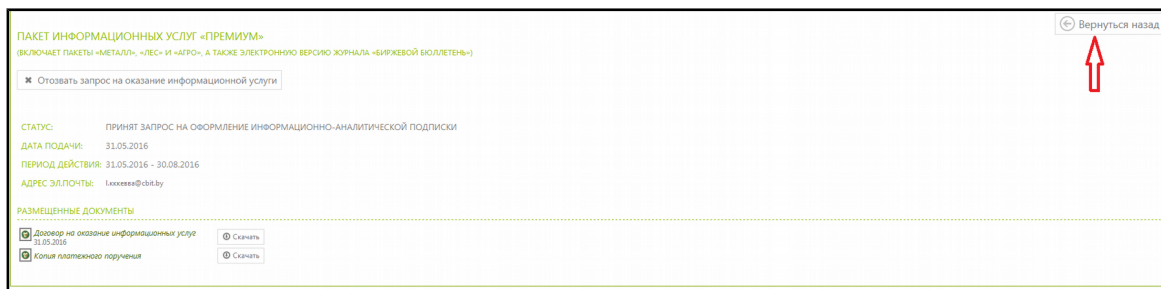 Вернуться назад
ПАКЕТ ИНФОРМАЦИОННЫХ УСЛУГ «ПРЕМИУМ»
(ВКЛЮЧАЕТ ПАКЕТЫ «МЕТАЛЛ», «ЛЕС» И «АГРО», А ТАКЖЕ ЭЛЕКТРОННУЮ ВЕРСИЮ ЖУРНАЛА «БИРЖЕВОЙ БЮЛЛЕТЕНЬ»)
Отозвать запрос на оказание информационной услуги
СТАТУС: ПРИНЯТ ЗАПРОС НА ОФОРМЛЕНИЕ ИНФОРМАЦИОННО-АНАЛИТИЧЕСКОЙ ПОДПИСКИ
ДАТА ПОДАЧИ: 31.05.2016
ПЕРИОД ДЕЙСТВИЯ: 31.05.2016 - 30.08.2016
АДРЕС ЭЛ.ПОЧТЫ:
РАЗМЕЩЕННЫЕ ДОКУМЕНТЫ
Договор на оказание информационных услуг Скачать
31.05.2016
Копия платежного поручения Скачать